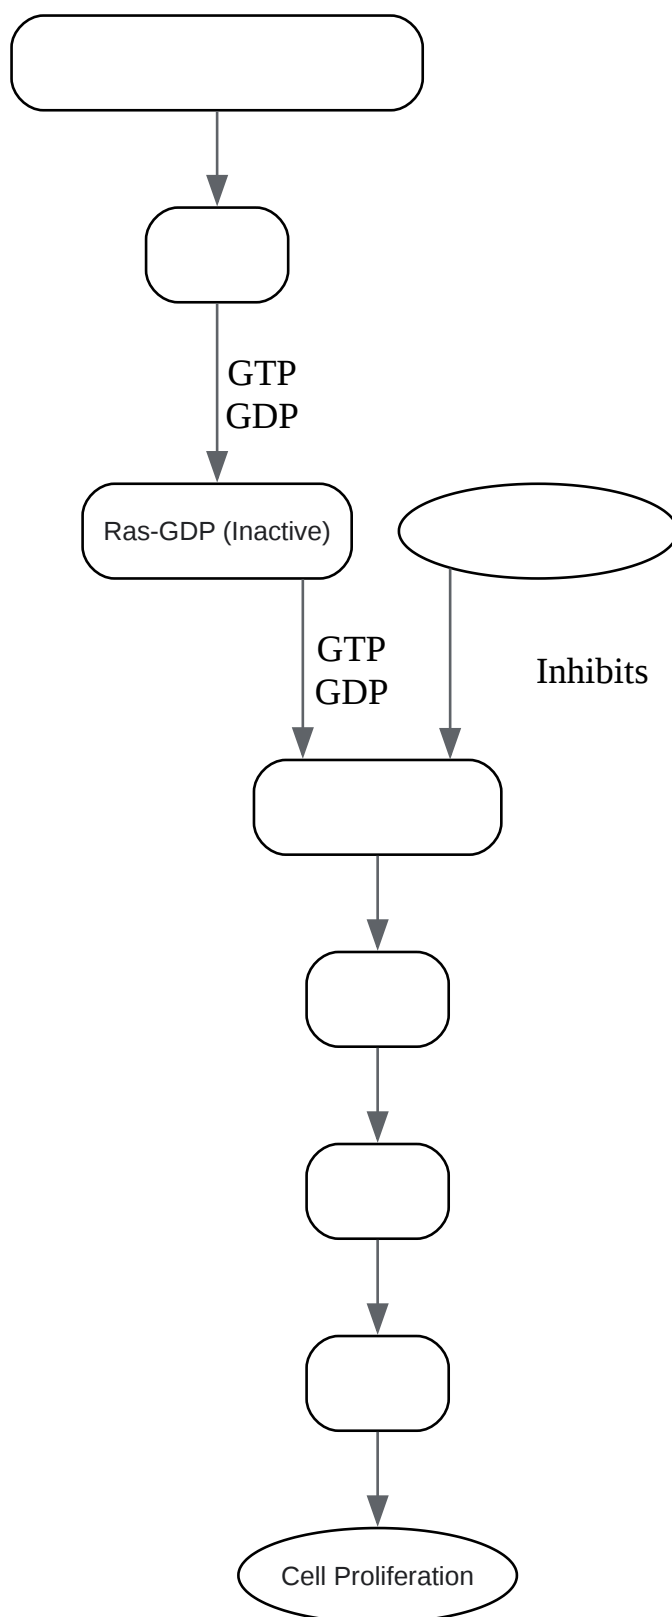 GTP
GDP
Ras-GDP (Inactive)
GTP
GDP
Inhibits
Cell Proliferation